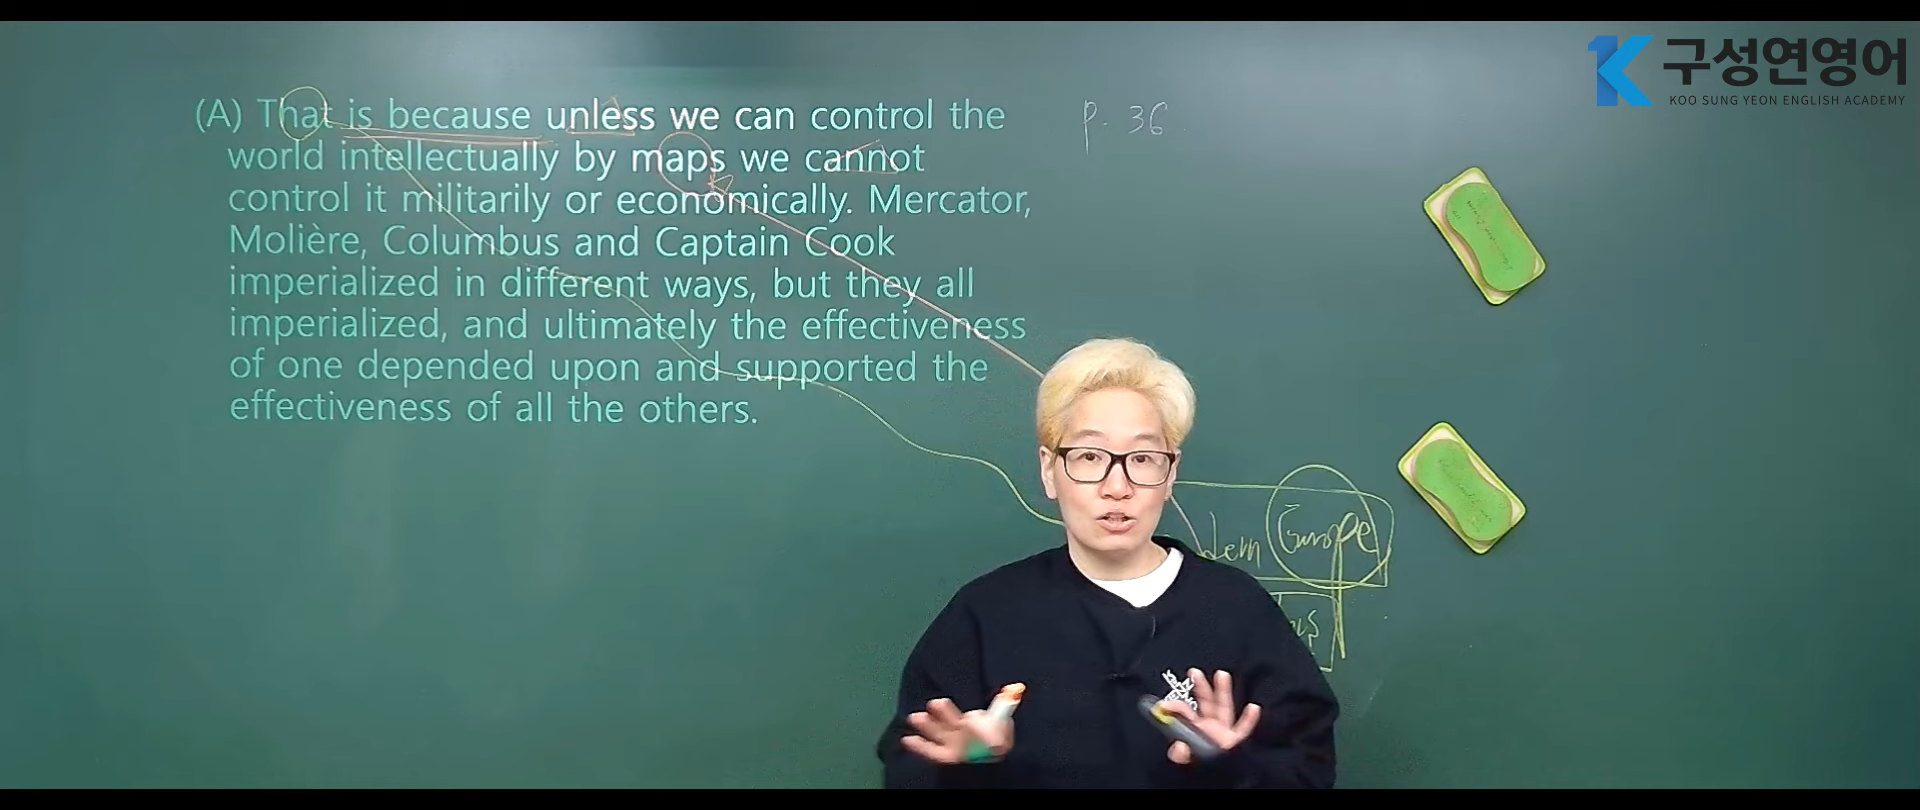 (A) That is because unless we can control the
world intellectually by maps we cannot
control it militarily or economically. Mercator,
Molière, Columbus and Captain Cook
imperialized in different ways, but they all
imperialized, and ultimately the effectiveness
of one depended upon and supported the
effectiveness of all the others.
p. 36
구성연영어
KOO SUNG YEON ENGLISH ACADEMY
Europe